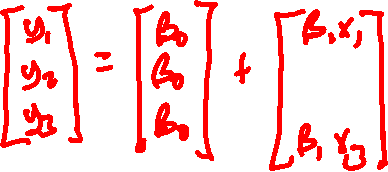 [y₁] = [β₀] + [β₁x₁]
[y₂] = [β₀] + [ ]
[y₃] = [β₀] + [β₁x₃]